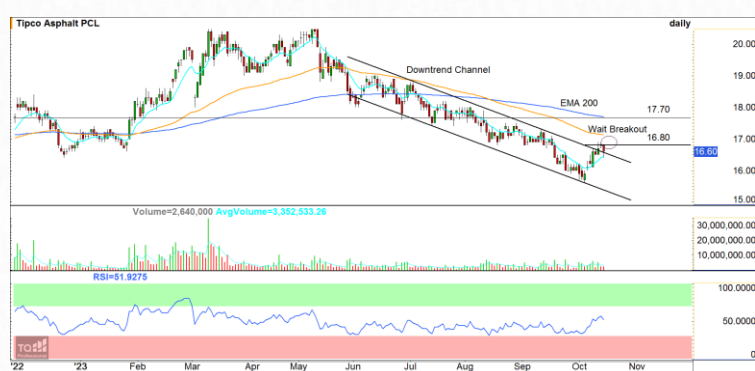 Tipco Asphalt PCL daily
20.00
19.00
Downtrend Channel
18.00
EMA 200
17.70
Wait Breakout
17.00
16.80
16.60
16.00
15.00
Volume=2,640,000 AvgVolume=3,352,533.26
30,000,000.00
20,000,000.00
10,000,000
RSI=51.9275
100.0000
50.0000
0
'22 '23 Feb Mar Apr May Jun Jul Aug Sep Oct Nov